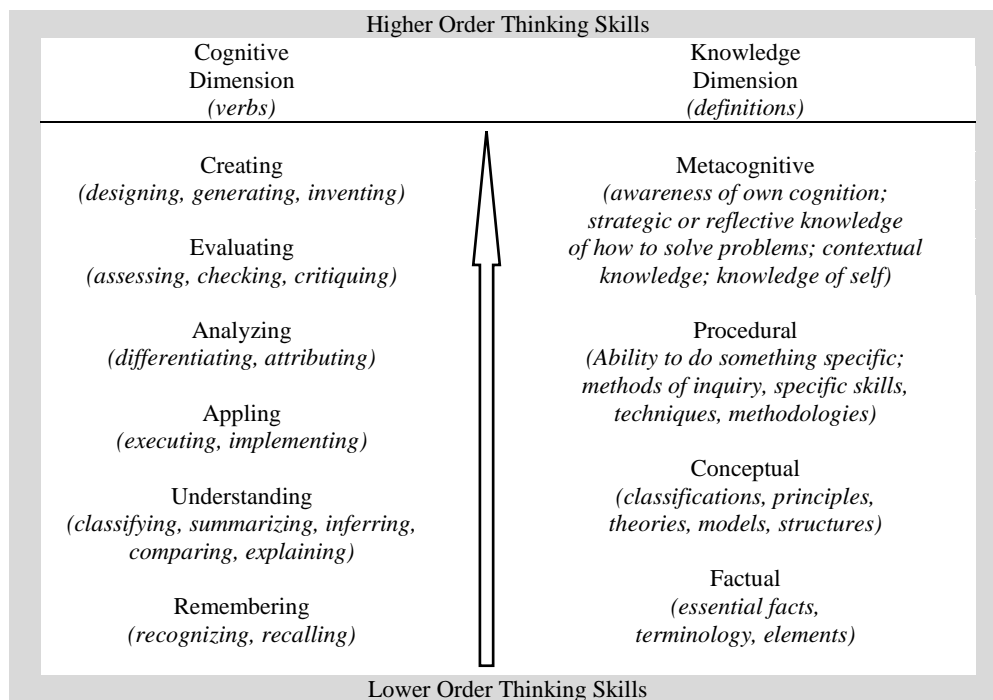 Higher Order Thinking Skills
Cognitive
Dimension
(verbs)
Knowledge
Dimension
(definitions)
Creating
(designing, generating, inventing)
Evaluating
(assessing, checking, critiquing)
Analyzing
(differentiating, attributing)
Appling
(executing, implementing)
Understanding
(classifying, summarizing, inferring,
comparing, explaining)
Remembering
(recognizing, recalling)
Metacognitive
(awareness of own cognition;
strategic or reflective knowledge
of how to solve problems; contextual
knowledge; knowledge of self)
Procedural
(Ability to do something specific;
methods of inquiry, specific skills,
techniques, methodologies)
Conceptual
(classifications, principles,
theories, models, structures)
Factual
(essential facts,
terminology, elements)
Lower Order Thinking Skills